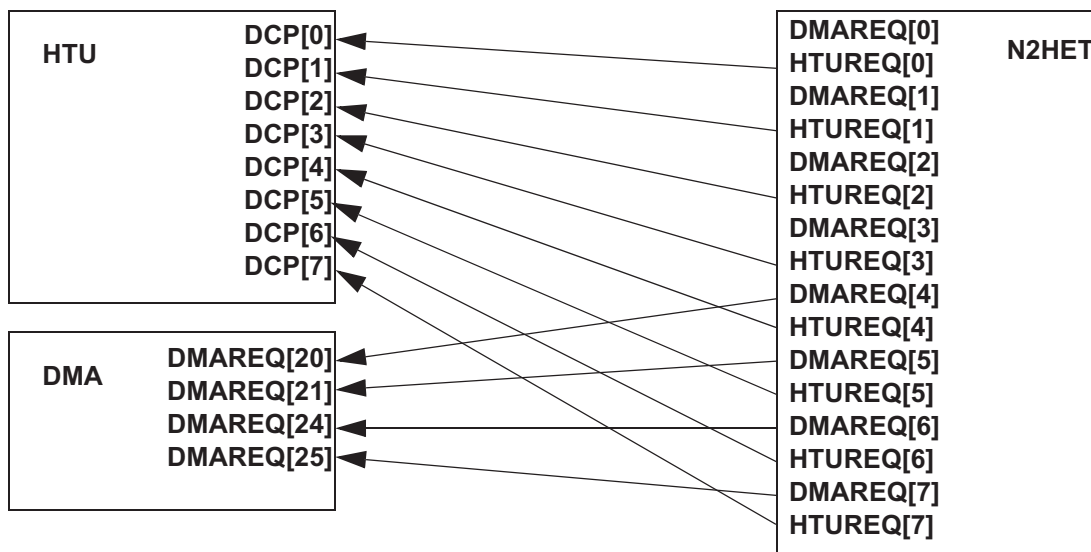 HTU
DCP[0]
DCP[1]
DCP[2]
DCP[3]
DCP[4]
DCP[5]
DCP[6]
DCP[7]
DMA
DMAREQ[20]
DMAREQ[21]
DMAREQ[24]
DMAREQ[25]
N2HET
DMAREQ[0]
HTUREQ[0]
DMAREQ[1]
HTUREQ[1]
DMAREQ[2]
HTUREQ[2]
DMAREQ[3]
HTUREQ[3]
DMAREQ[4]
HTUREQ[4]
DMAREQ[5]
HTUREQ[5]
DMAREQ[6]
HTUREQ[6]
DMAREQ[7]
HTUREQ[7]